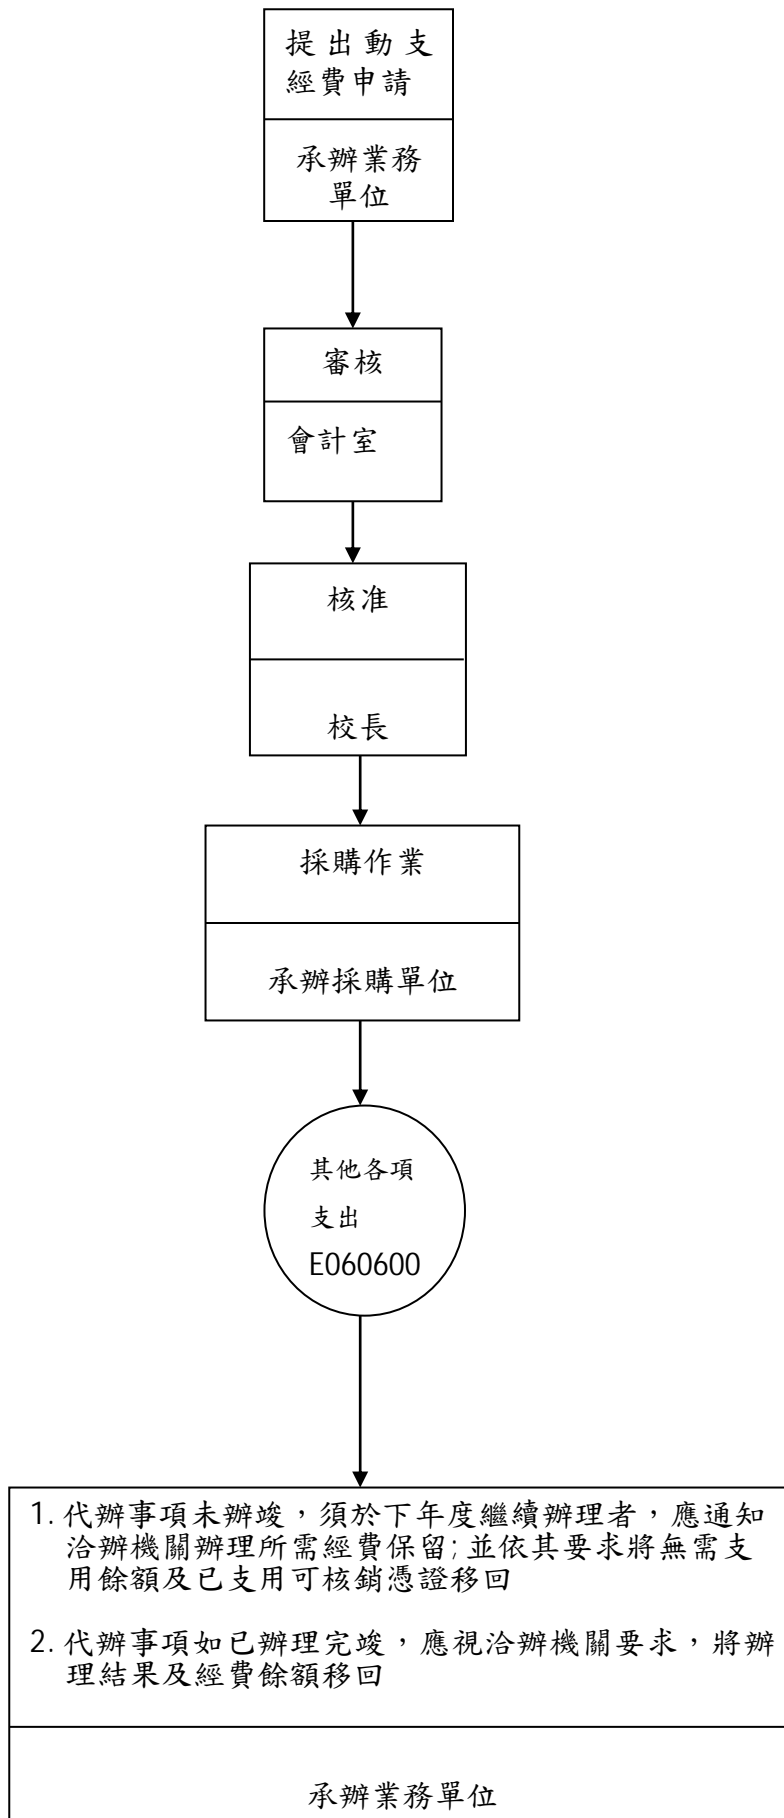 提出動支
經費申請
承辦業務
單位
審核
會計室
核准
校長
採購作業
承辦採購單位
其他各項
支出
E060600
1. 代辦事項未辦竣，須於下年度繼續辦理者，應通知
洽辦機關辦理所需經費保留;並依其要求將無需支
用餘額及已支用可核銷憑證移回
2. 代辦事項如已辦理完竣，應視洽辦機關要求，將辦
理結果及經費餘額移回
承辦業務單位